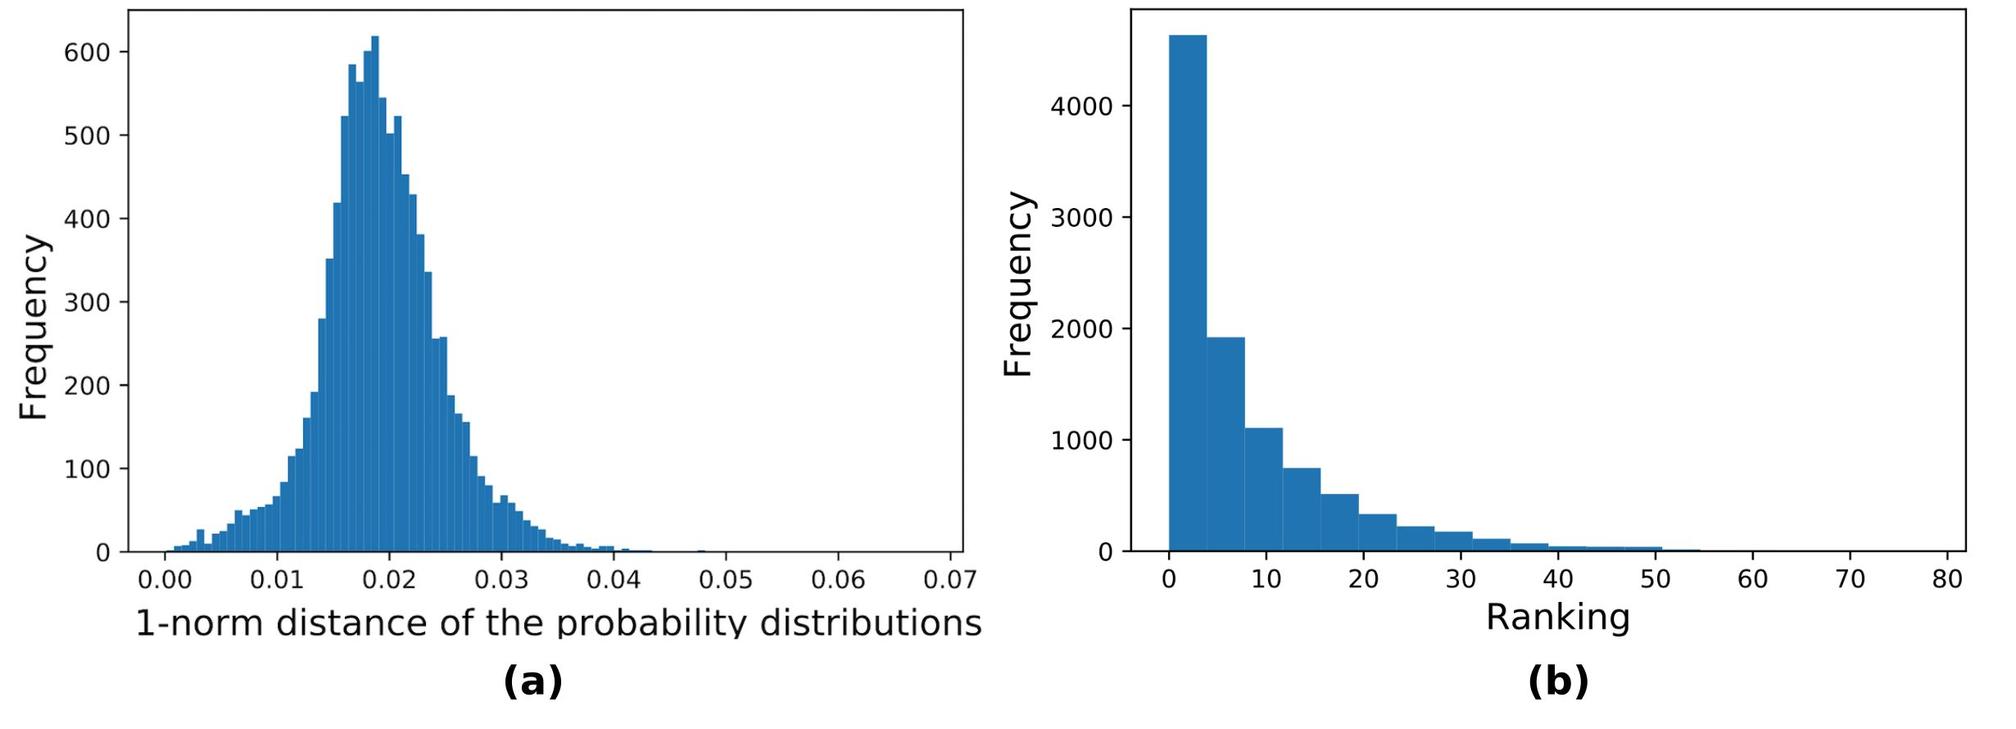 Frequency
600
500
400
300
200
100
0
0.00 0.01 0.02 0.03 0.04 0.05 0.06 0.07
1-norm distance of the probability distributions
(a)
Frequency
4000
3000
2000
1000
0
0 10 20 30 40 50 60 70 80
Ranking
(b)